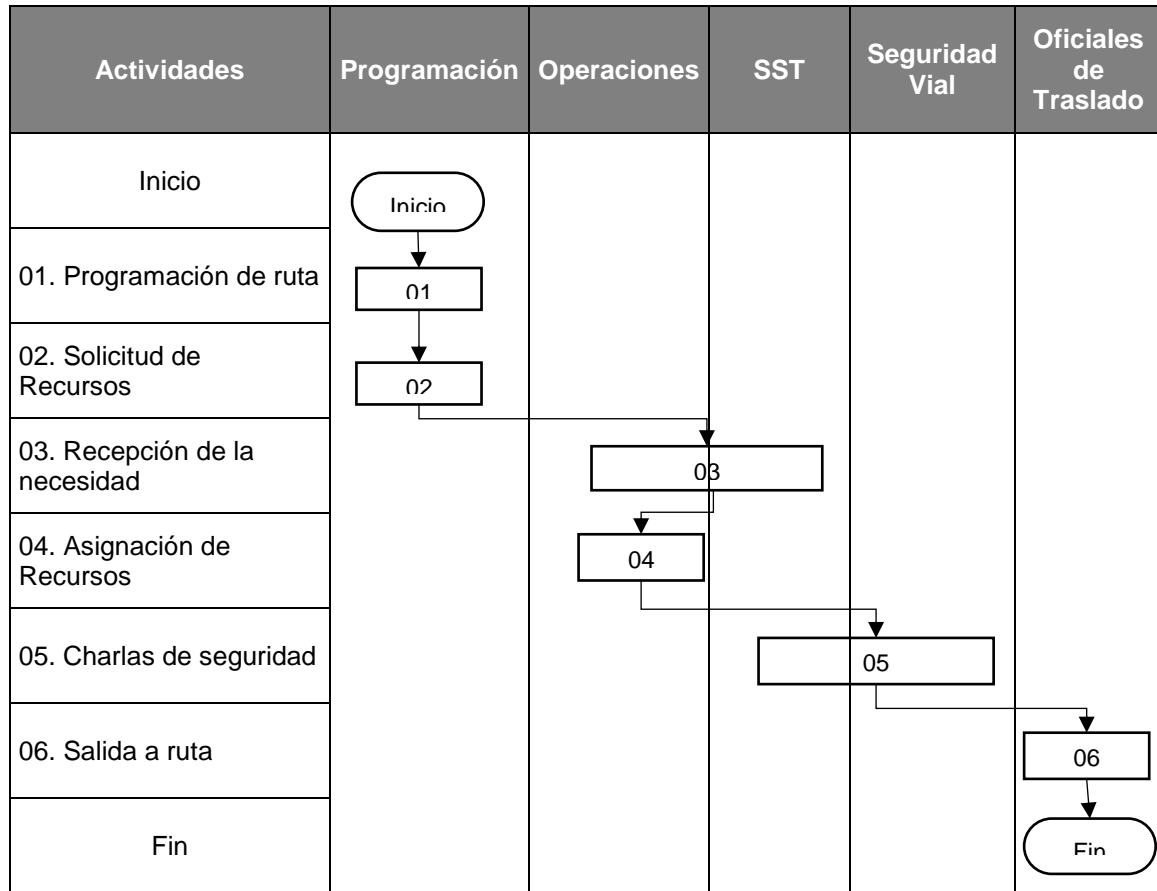 Actividades
Programación
Operaciones
SST
Seguridad
Vial
Oficiales
de
Traslado
Inicio
Inicio
01. Programación de ruta
01
02. Solicitud de
Recursos
02
03. Recepción de la
necesidad
03
04. Asignación de
Recursos
04
05. Charlas de seguridad
05
06. Salida a ruta
06
Fin
Fin